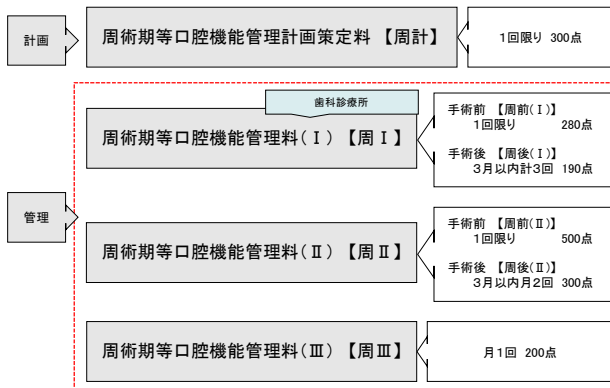 計画
周術期等口腔機能管理計画策定料 【周計】
1回限り 300点
歯科診療所
管理
周術期等口腔機能管理料(Ⅰ) 【周Ⅰ】
手術前 【周前(Ⅰ)】
1回限り 280点
手術後 【周後(Ⅰ)】
3月以内計3回 190点
周術期等口腔機能管理料(Ⅱ) 【周Ⅱ】
手術前 【周前(Ⅱ)】
1回限り 500点
手術後 【周後(Ⅱ)】
3月以内月2回 300点
周術期等口腔機能管理料(Ⅲ) 【周Ⅲ】
月1回 200点